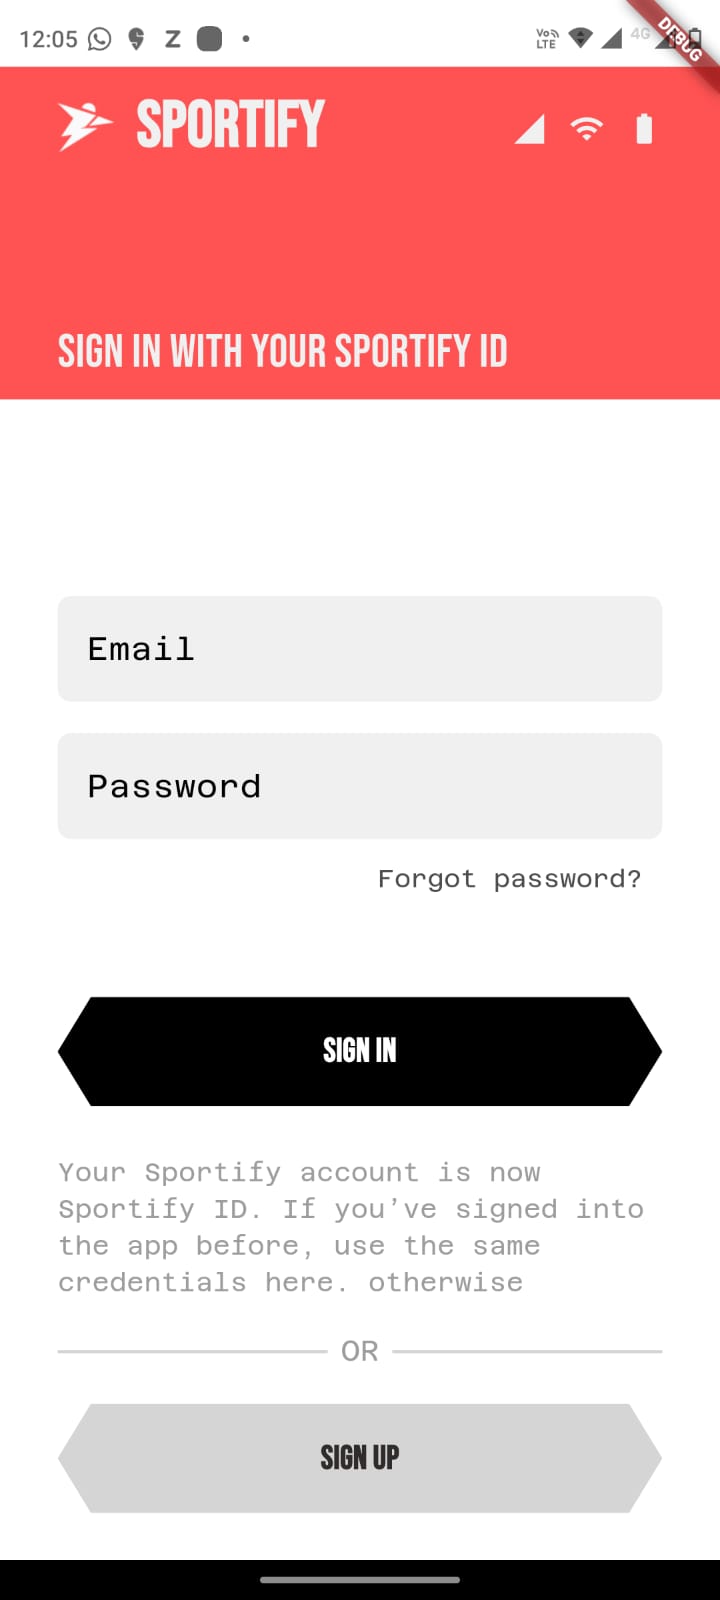 12:05 Z VoLTE 4G DEBUG
SPORTIFY
SIGN IN WITH YOUR SPORTIFY ID
Email
Password
Forgot password?
SIGN IN
Your Sportify account is now
Sportify ID. If you’ve signed into
the app before, use the same
credentials here. otherwise
OR
SIGN UP